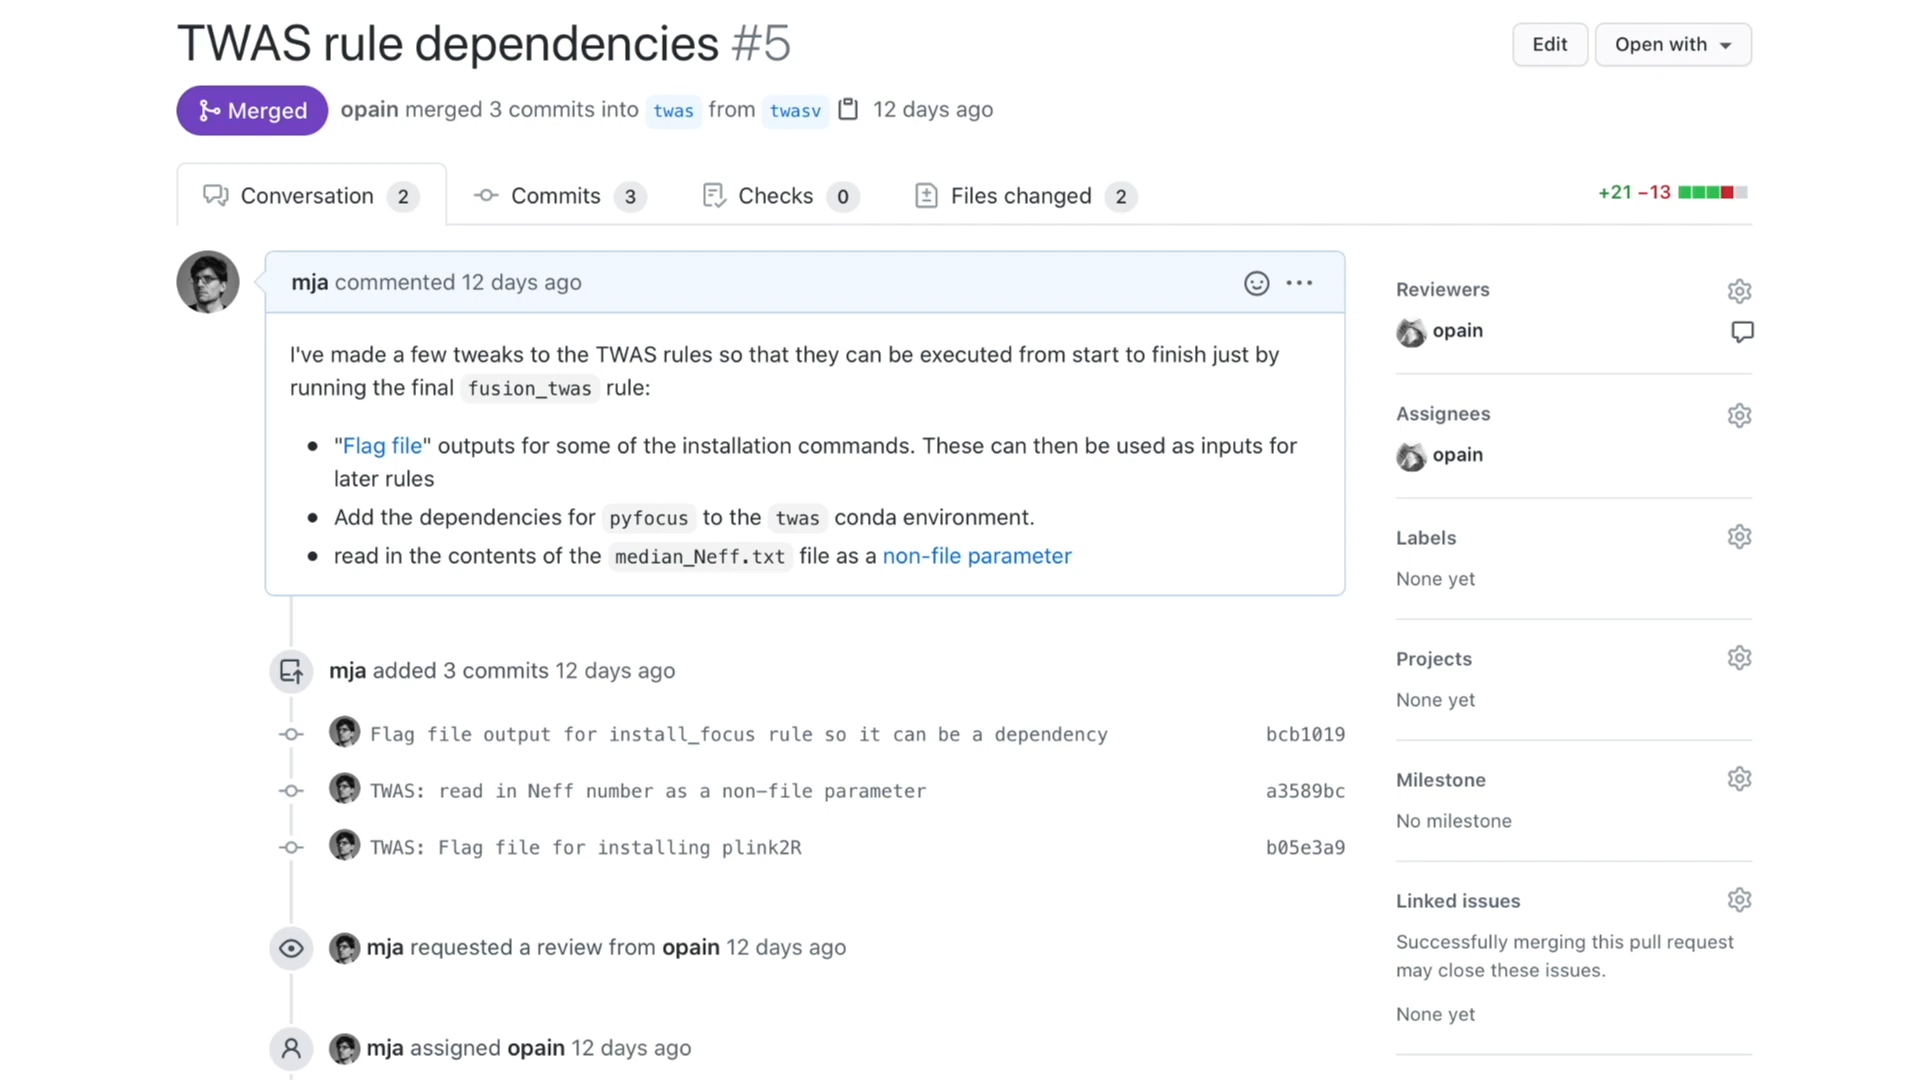 TWAS rule dependencies #5
Edit
Open with
Merged
opain merged 3 commits into twas from twasv 12 days ago
Conversation 2
Commits 3
Checks 0
Files changed 2
+21 −13
mja commented 12 days ago
I've made a few tweaks to the TWAS rules so that they can be executed from start to finish just by
running the final fusion_twas rule:
"Flag file" outputs for some of the installation commands. These can then be used as inputs for
later rules
Add the dependencies for pyfocus to the twas conda environment.
read in the contents of the median_Neff.txt file as a non-file parameter
mja added 3 commits 12 days ago
Flag file output for install_focus rule so it can be a dependency bcb1019
TWAS: read in Neff number as a non-file parameter a3589bc
TWAS: Flag file for installing plink2R b05e3a9
mja requested a review from opain 12 days ago
mja assigned opain 12 days ago
Reviewers
opain
Assignees
opain
Labels
None yet
Projects
None yet
Milestone
No milestone
Linked issues
Successfully merging this pull request
may close these issues.
None yet